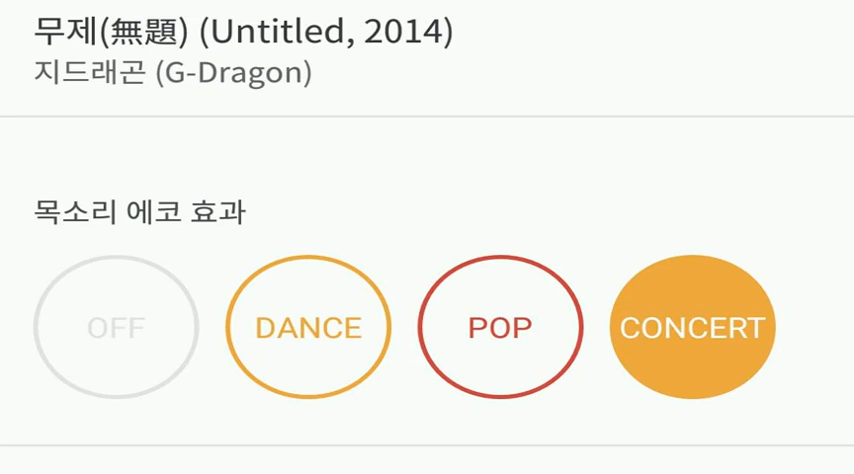 무제(無題) (Untitled, 2014)
지드래곤 (G-Dragon)
목소리 에코 효과
OFF DANCE POP CONCERT